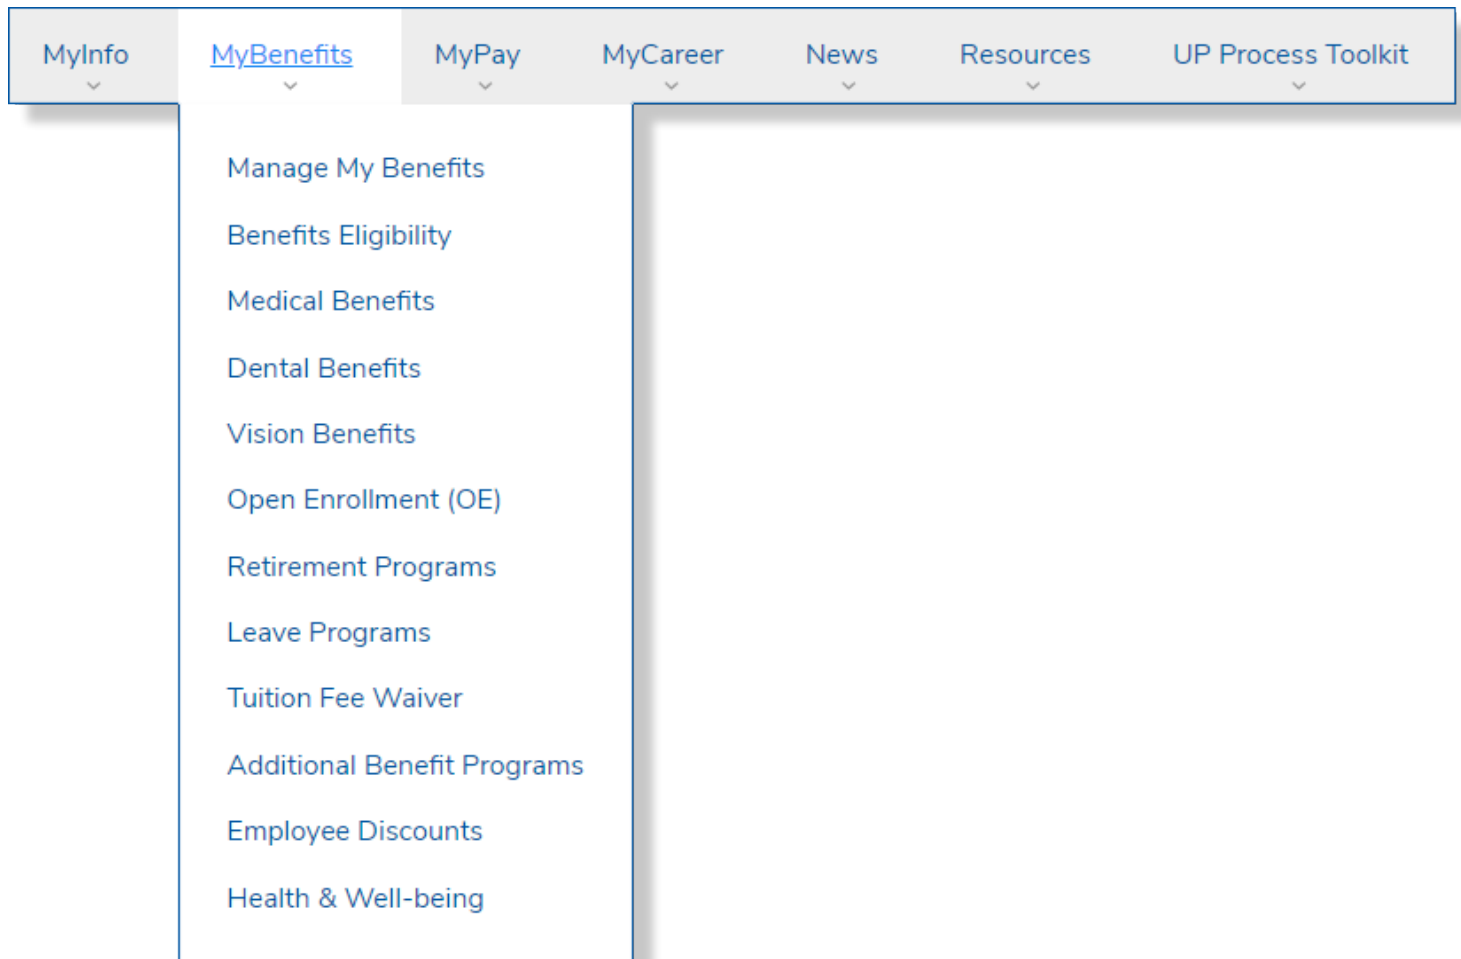 MyInfo MyBenefits MyPay MyCareer News Resources UP Process Toolkit
Manage My Benefits
Benefits Eligibility
Medical Benefits
Dental Benefits
Vision Benefits
Open Enrollment (OE)
Retirement Programs
Leave Programs
Tuition Fee Waiver
Additional Benefit Programs
Employee Discounts
Health & Well-being